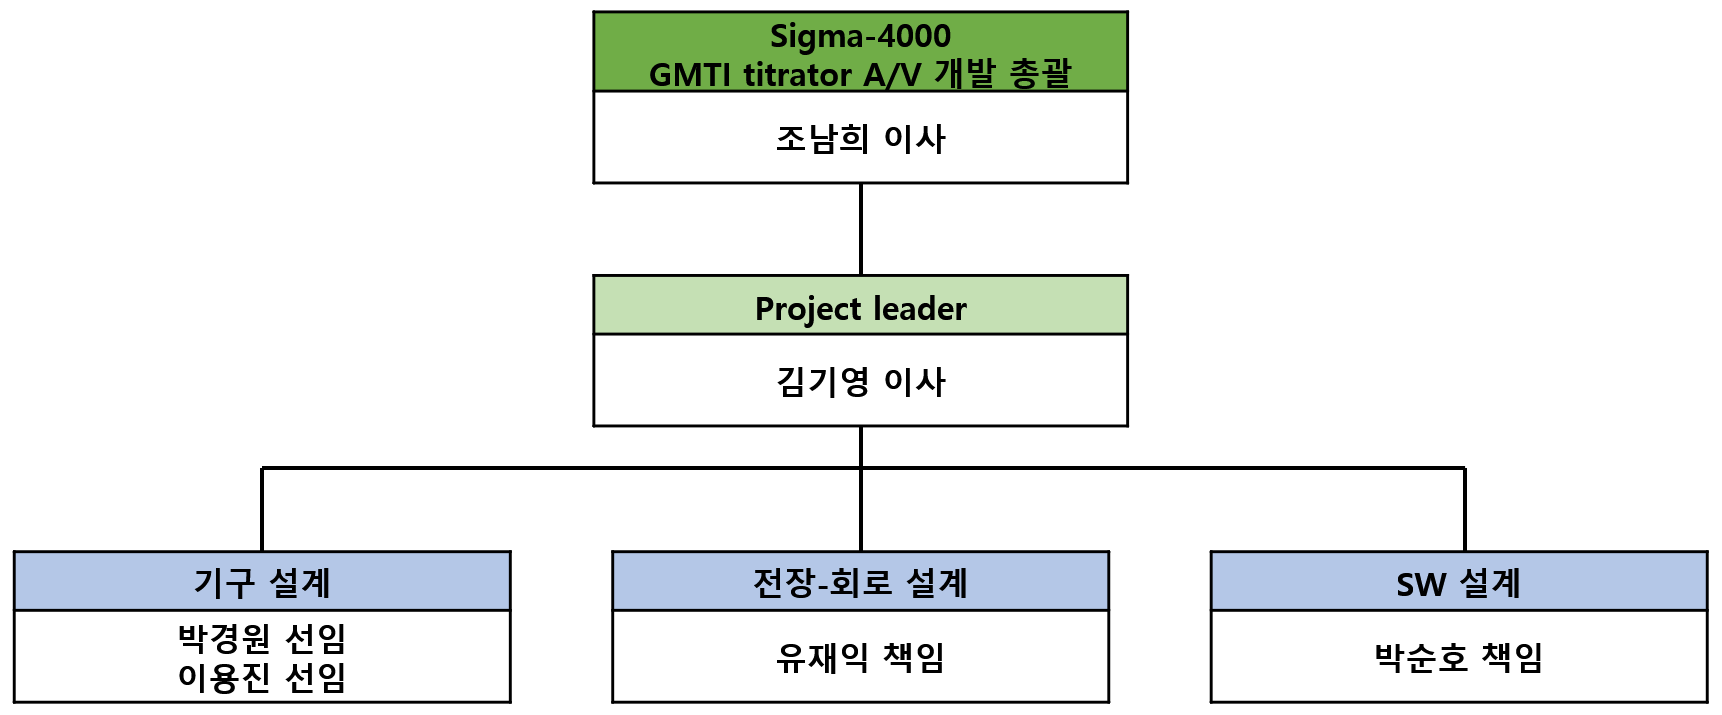 Sigma-4000
GMTI titrator A/V 개발 총괄
조남희 이사
Project leader
김기영 이사
기구 설계
박경원 선임
이용진 선임
전장-회로 설계
유재익 책임
SW 설계
박순호 책임